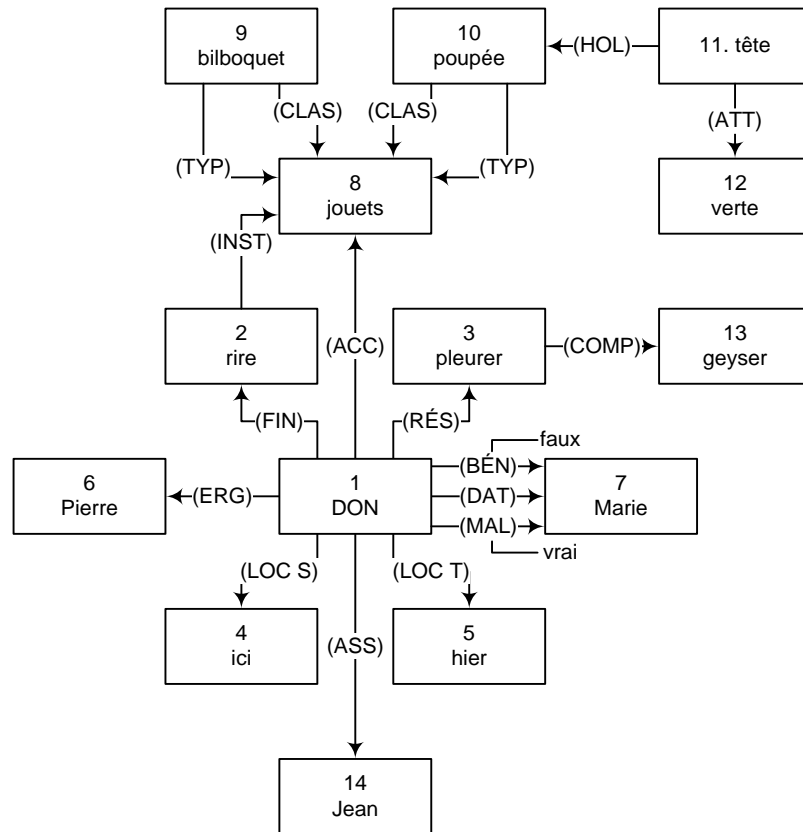 9
bilboquet
10
poupée
(HOL)
11. tête
(CLAS)
(CLAS)
(ATT)
(TYP)
(TYP)
8
jouets
12
verte
(INST)
2
rire
(ACC)
3
pleurer
(COMP)
13
geyser
(FIN)
(RÉS)
faux
6
Pierre
(ERG)
1
DON
(BÉN)
(DAT)
(MAL)
7
Marie
vrai
(LOC S)
(LOC T)
4
ici
(ASS)
5
hier
14
Jean